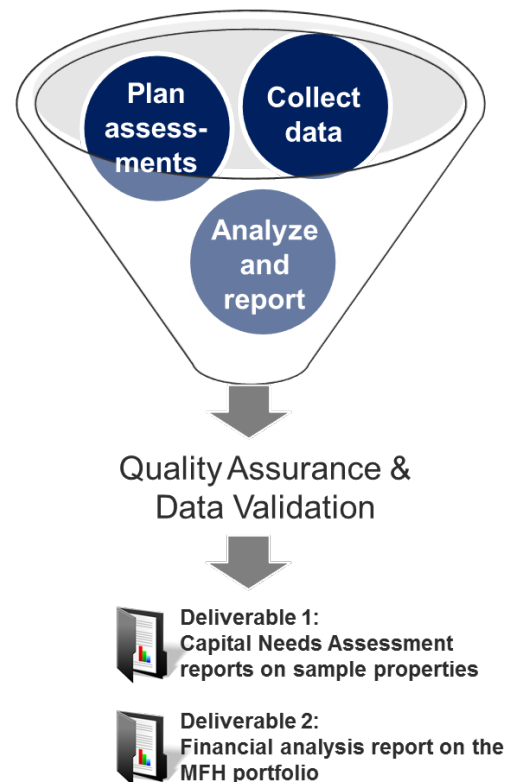 Plan
assess-
ments
Collect
data
Analyze
and
report
Quality Assurance &
Data Validation
Deliverable 1:
Capital Needs Assessment
reports on sample properties
Deliverable 2:
Financial analysis report on the
MFH portfolio